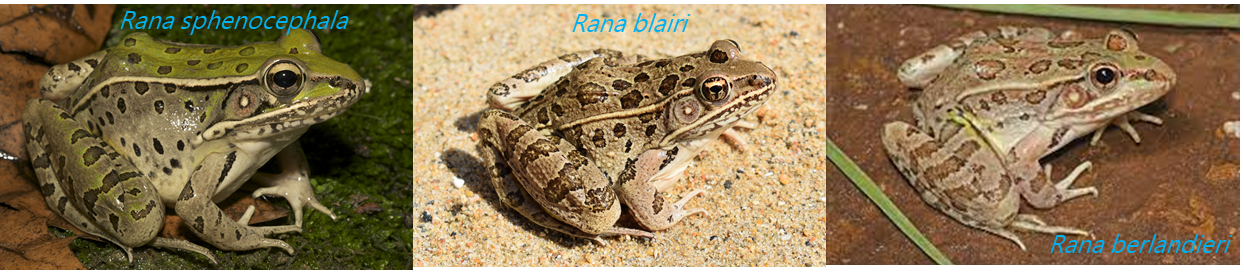 Rana sphenocephala
Rana blairi
Rana berlandieri